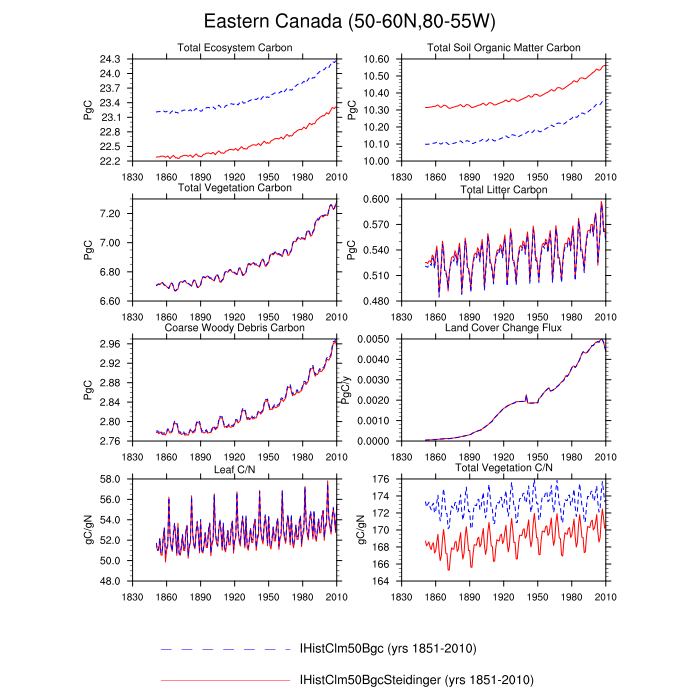 Eastern Canada (50-60N,80-55W)
Total Ecosystem Carbon
PgC
24.3
24.0
23.7
23.4
23.1
22.8
22.5
22.2
1830 1860 1890 1920 1950 1980 2010
Total Soil Organic Matter Carbon
PgC
10.60
10.50
10.40
10.30
10.20
10.10
10.00
1830 1860 1890 1920 1950 1980 2010
Total Vegetation Carbon
PgC
7.20
7.00
6.80
6.60
1830 1860 1890 1920 1950 1980 2010
Total Litter Carbon
PgC
0.600
0.570
0.540
0.510
0.480
1830 1860 1890 1920 1950 1980 2010
Coarse Woody Debris Carbon
PgC
2.96
2.92
2.88
2.84
2.80
2.76
1830 1860 1890 1920 1950 1980 2010
Land Cover Change Flux
PgC/y
0.0050
0.0040
0.0030
0.0020
0.0010
0.0000
1830 1860 1890 1920 1950 1980 2010
Leaf C/N
gC/gN
58.0
56.0
54.0
52.0
50.0
48.0
1830 1860 1890 1920 1950 1980 2010
Total Vegetation C/N
gC/gN
176
174
172
170
168
166
164
1830 1860 1890 1920 1950 1980 2010
IHistClm50Bgc (yrs 1851-2010)
IHistClm50BgcSteidinger (yrs 1851-2010)